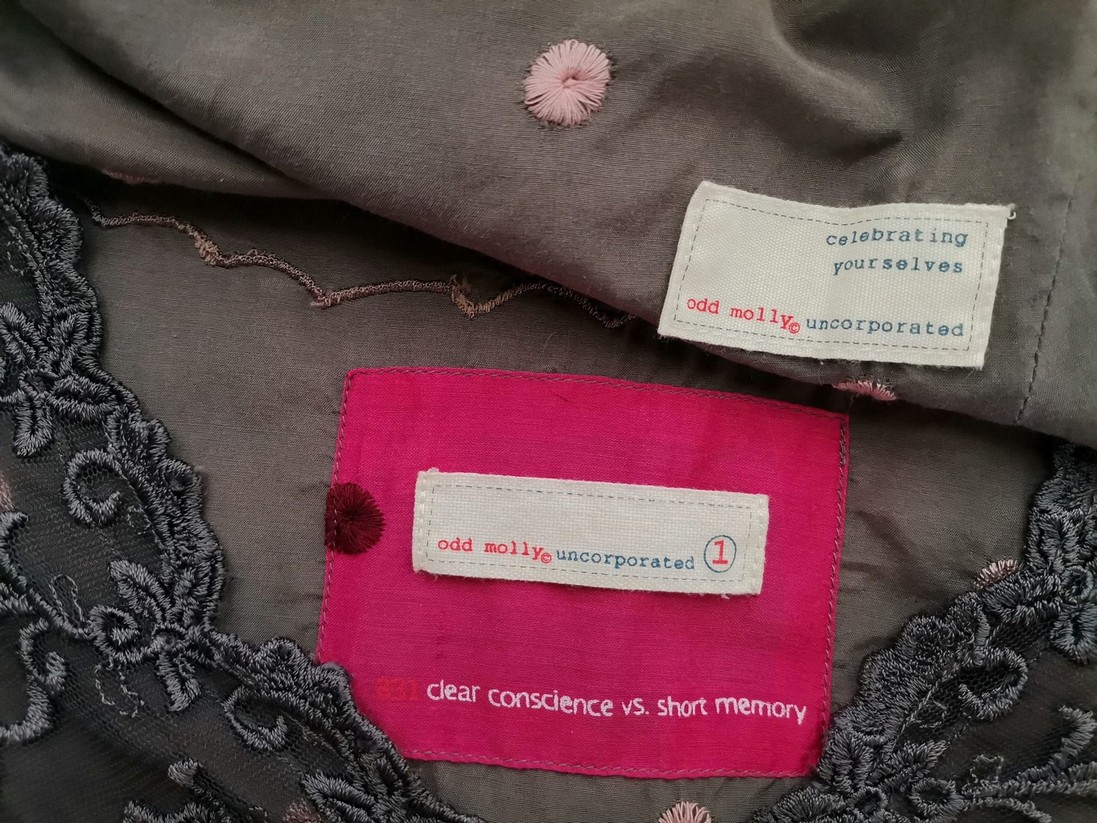 celebrating
yourselves
odd molly© uncorporated
odd molly© uncorporated 1
clear conscience vs. short memory